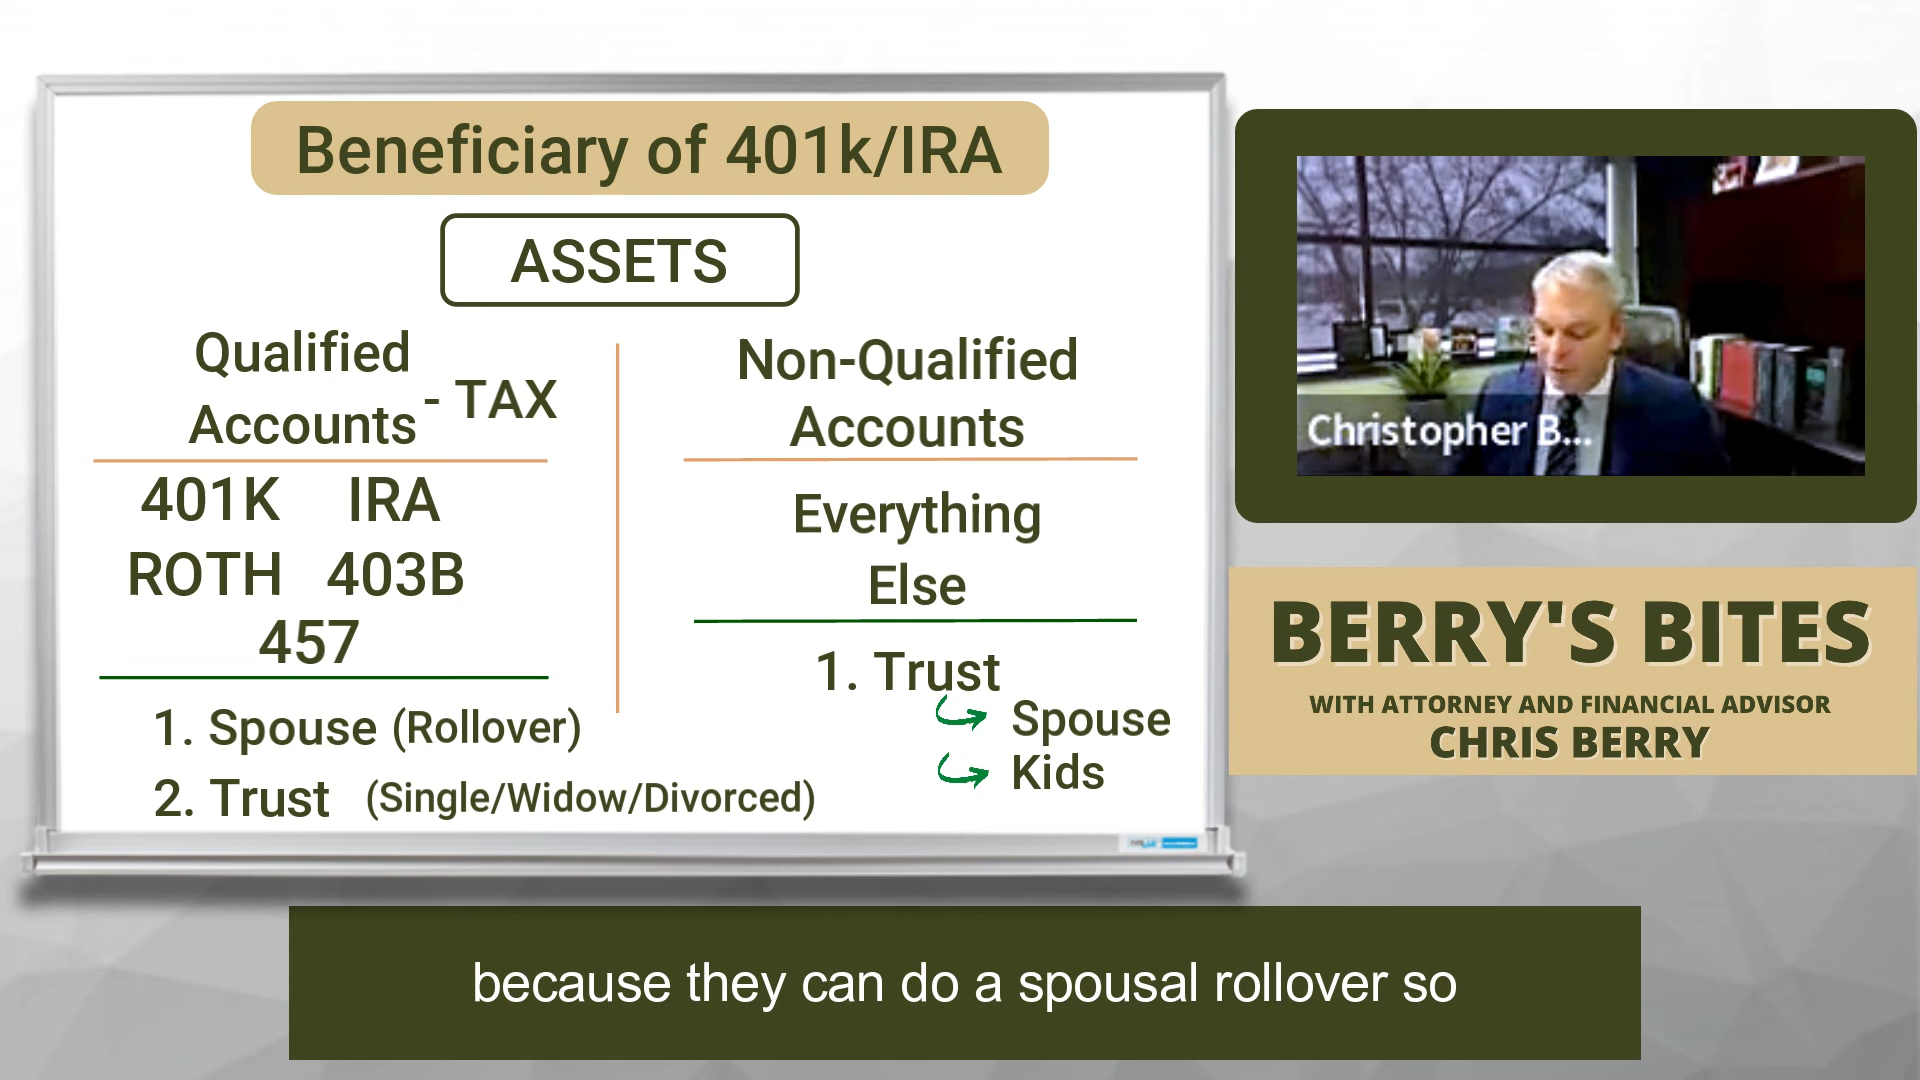 Beneficiary of 401k/IRA
ASSETS
Qualified
Accounts - TAX
401K IRA
ROTH 403B
457
1. Spouse (Rollover)
2. Trust (Single/Widow/Divorced)
Non-Qualified
Accounts
Everything
Else
1. Trust
Spouse
Kids
Christopher B...
BERRY'S BITES
WITH ATTORNEY AND FINANCIAL ADVISOR
CHRIS BERRY
because they can do a spousal rollover so